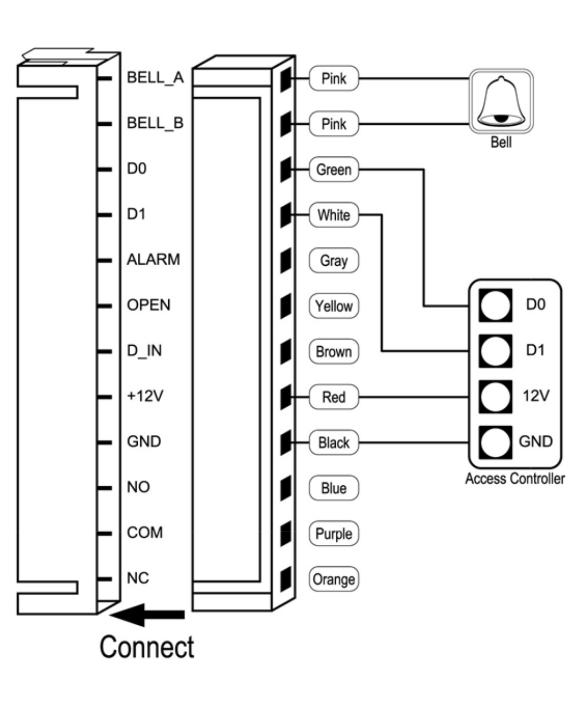 BELL_A
Pink
BELL_B
Pink
Bell
D0
Green
D1
White
ALARM
Gray
OPEN
Yellow
D0
D_IN
Brown
D1
+12V
Red
12V
GND
Black
GND
Access Controller
NO
Blue
COM
Purple
NC
Orange
Connect